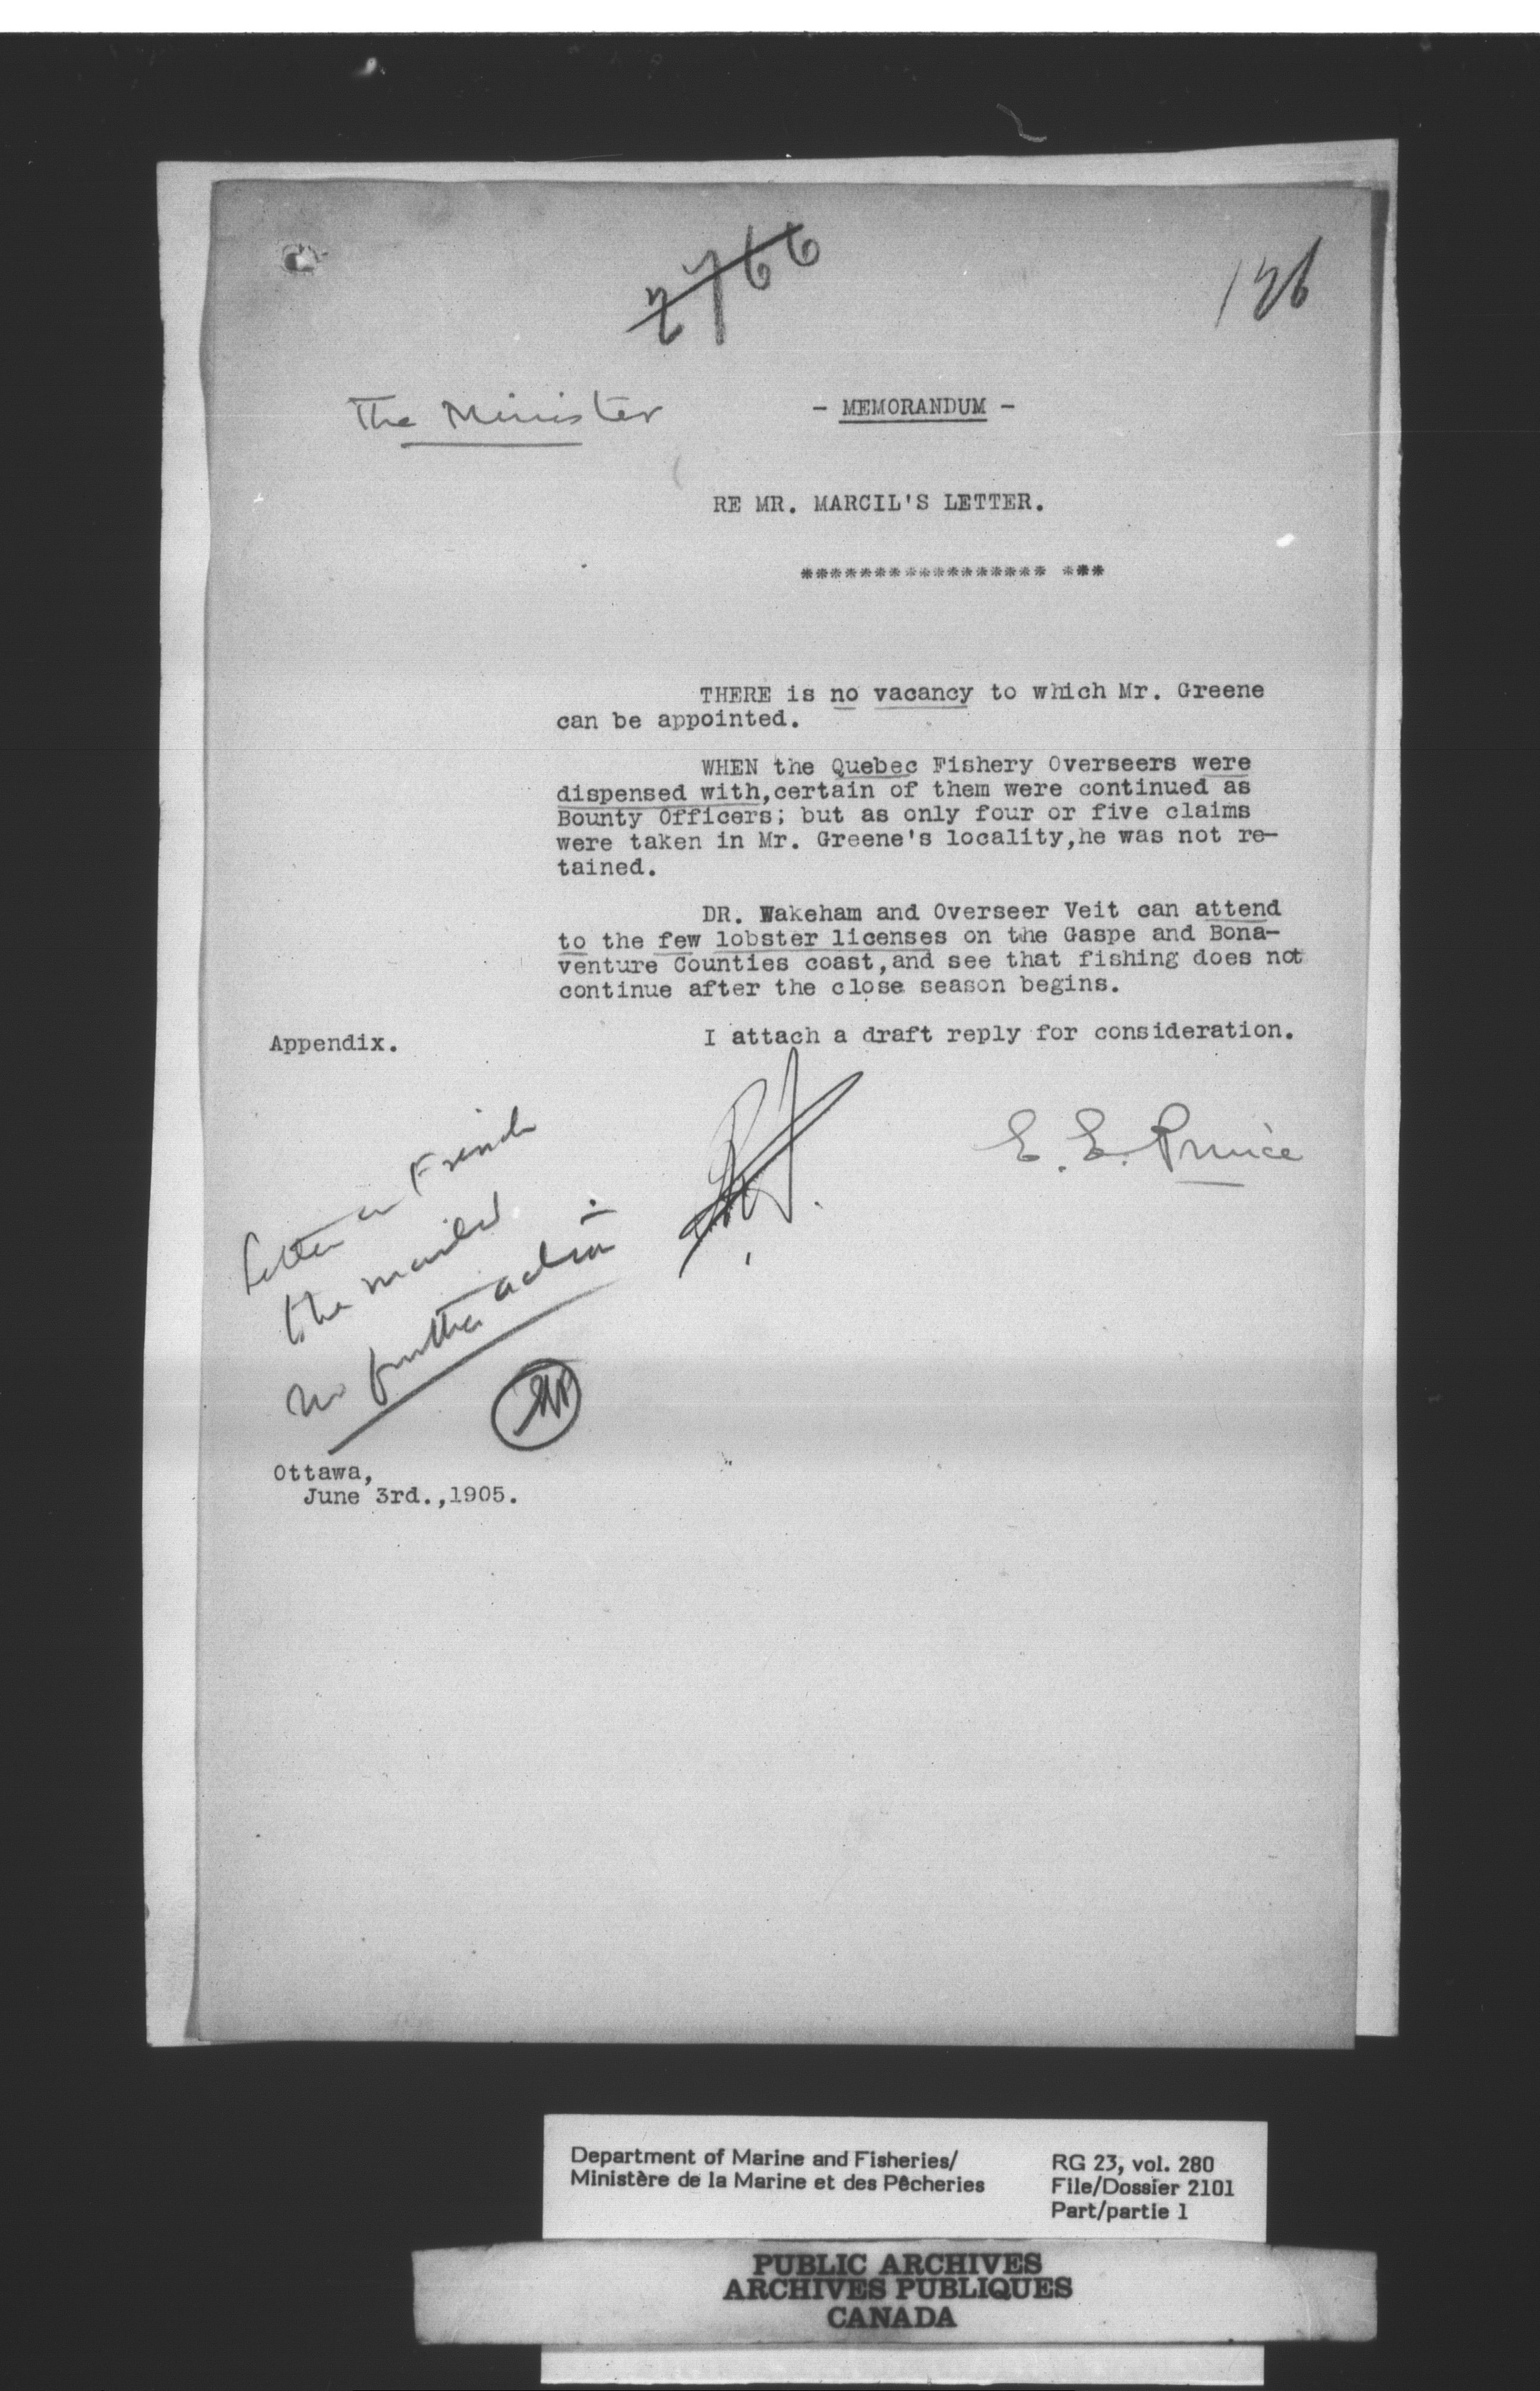 2766
126
The Minister
- MEMORANDUM -
RE MR. MARCIL'S LETTER.
***************** ***
THERE is no vacancy to which Mr. Greene
can be appointed.
WHEN the Quebec Fishery Overseers were
dispensed with,certain of them were continued as
Bounty Officers; but as only four or five claims
were taken in Mr. Greene's locality,he was not re-
tained.
DR. Wakeham and Overseer Veit can attend
to the few lobster licenses on the Gaspe and Bona-
venture Counties coast,and see that fishing does not
continue after the close season begins.
Appendix.
I attach a draft reply for consideration.
E. E. Prince
Letter in French
the mailed
no further action
Ottawa,
June 3rd.,1905.
Department of Marine and Fisheries/
Ministère de la Marine et des Pêcheries
RG 23, vol. 280
File/Dossier 2101
Part/partie 1
PUBLIC ARCHIVES
ARCHIVES PUBLIQUES
CANADA